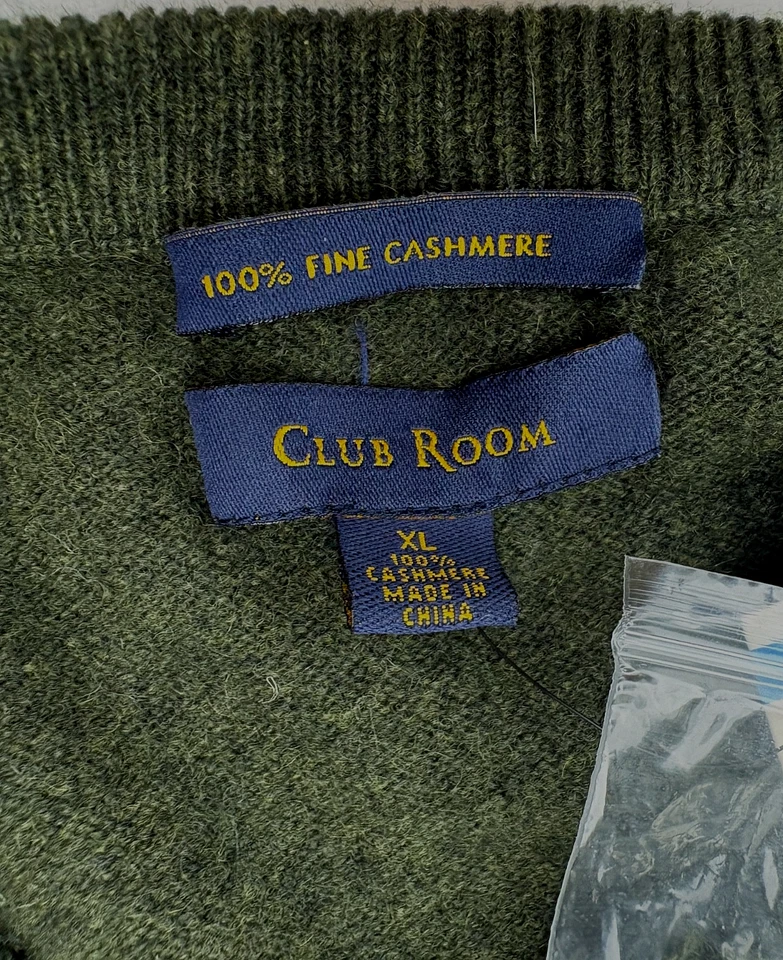 100% FINE CASHMERE
CLUB ROOM
XL
100%
CASHMERE
MADE IN
CHINA